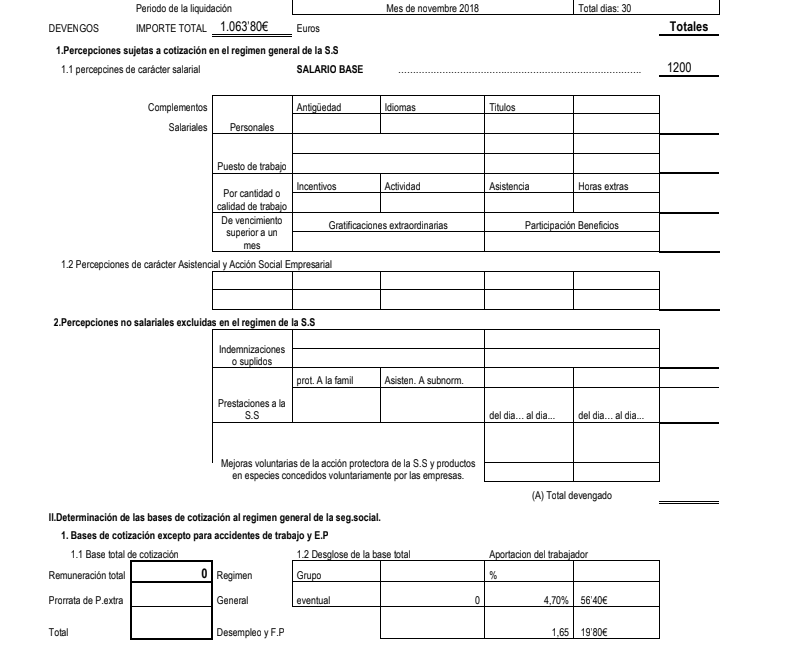 Periodo de la liquidación Mes de novembre 2018 Total dias: 30
DEVENGOS IMPORTE TOTAL 1.063'80€ Euros Totales
1.Percepciones sujetas a cotización en el regimen general de la S.S
1.1 percepcines de carácter salarial SALARIO BASE ........................................................................ 1200
Complementos Antigüedad Idiomas Titulos
Salariales Personales
Puesto de trabajo
Incentivos Actividad Asistencia Horas extras
Por cantidad o
calidad de trabajo
De vencimiento
superior a un
mes
Gratificaciones extraordinarias Participación Beneficios
1.2 Percepciones de carácter Asistencial y Acción Social Empresarial
2.Percepciones no salariales excluidas en el regimen de la S.S
Indemnizaciones
o suplidos
prot. A la famil Asisten. A subnorm.
Prestaciones a la
S.S
del dia... al dia... del dia... al dia...
Mejoras voluntarias de la acción protectora de la S.S y productos
en especies concedidos voluntariamente por las empresas.
(A) Total devengado
II.Determinación de las bases de cotización al regimen general de la seg.social.
1. Bases de cotización excepto para accidentes de trabajo y E.P
1.1 Base total de cotización 1.2 Desglose de la base total Aportacion del trabajador
Remuneración total 0 Regimen Grupo %
Prorrata de P.extra General eventual 0 4,70% 56'40€
Total Desempleo y F.P 1,65 19'80€